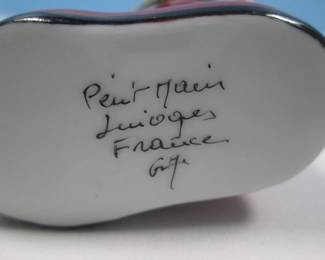 Peint Main
Limoges
France